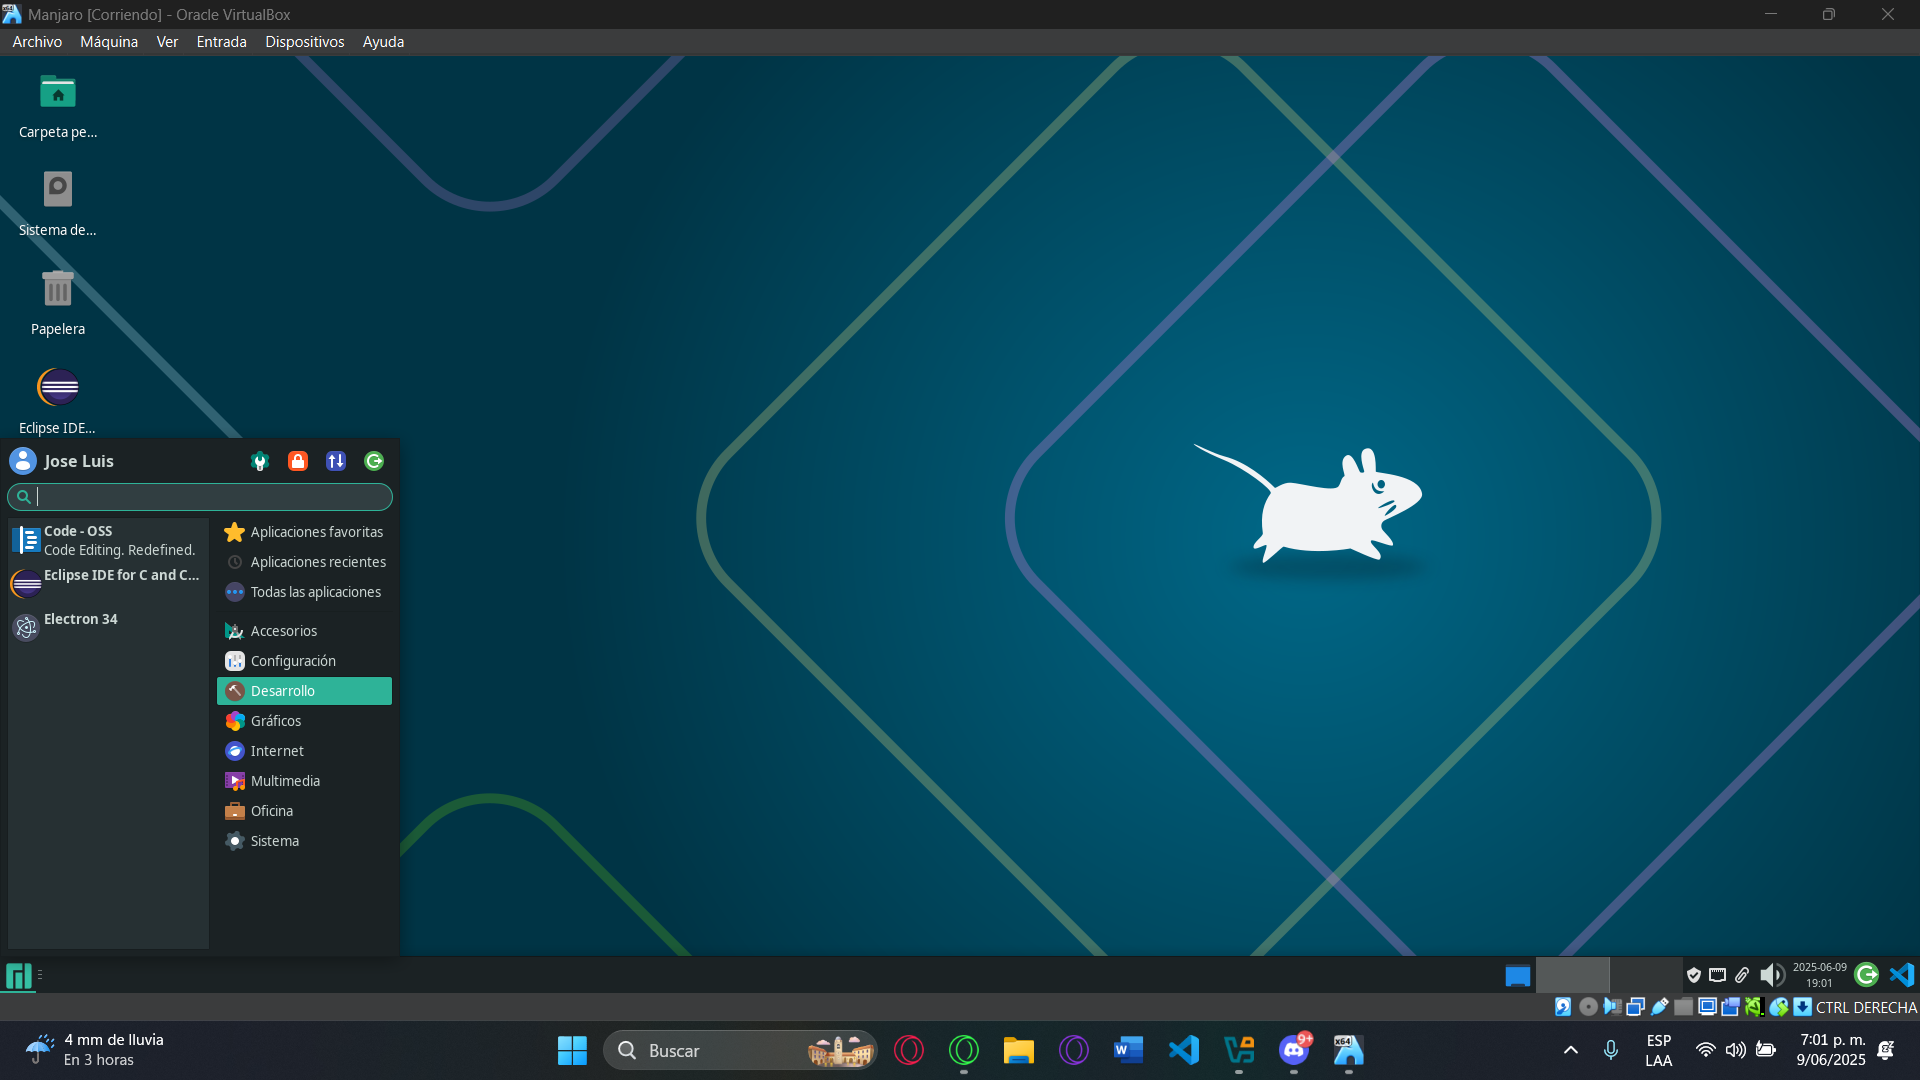 Manjaro [Corriendo] - Oracle VirtualBox
Archivo Máquina Ver Entrada Dispositivos Ayuda
Carpeta pe...
Sistema de...
Papelera
Eclipse IDE...
Jose Luis
Code - OSS
Code Editing. Redefined.
Eclipse IDE for C and C...
Electron 34
Aplicaciones favoritas
Aplicaciones recientes
Todas las aplicaciones
Accesorios
Configuración
Desarrollo
Gráficos
Internet
Multimedia
Oficina
Sistema
2025-06-09
19:01
CTRL DERECHA
4 mm de lluvia
En 3 horas
Buscar
9+
x64
ESP
LAA
7:01 p. m.
9/06/2025